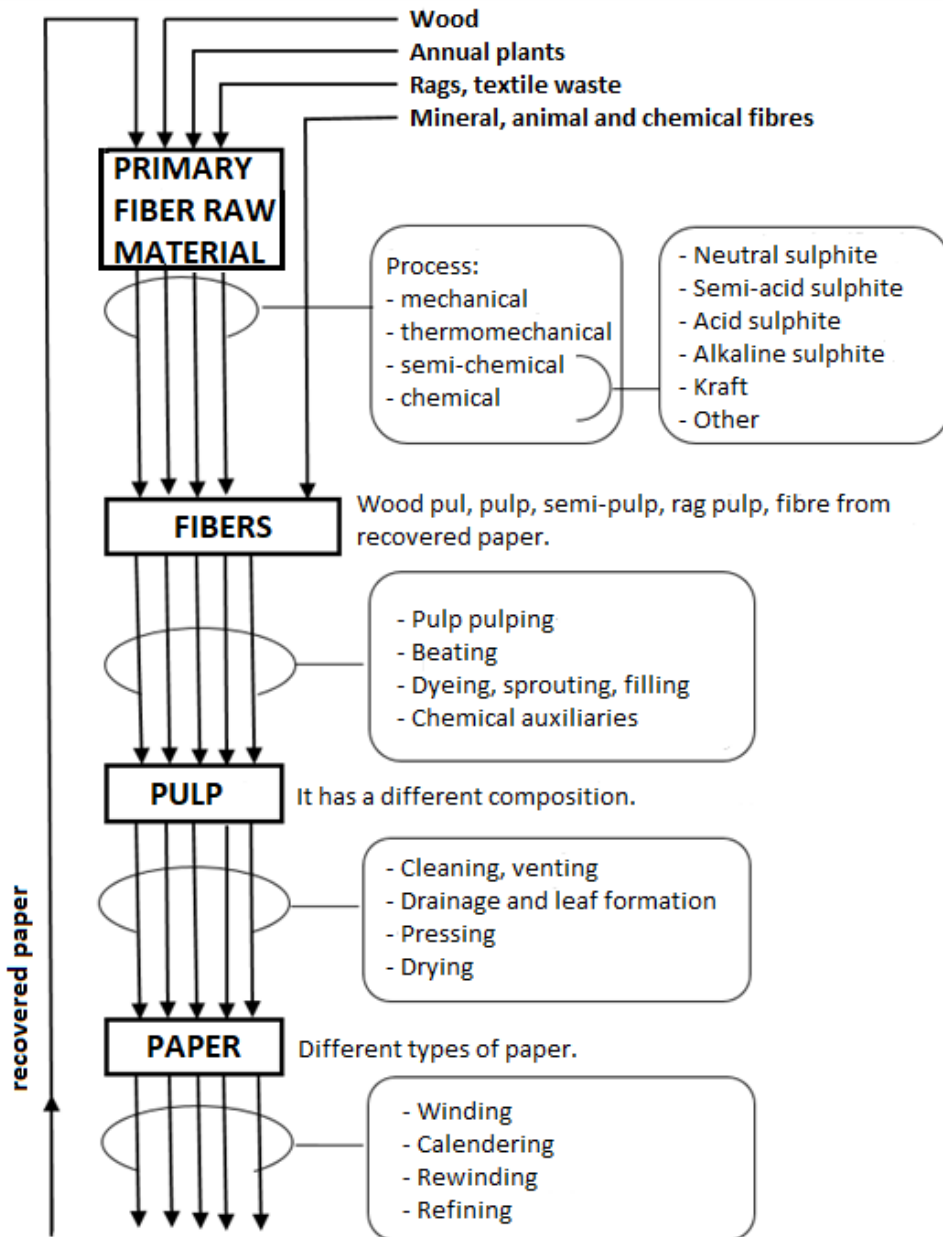 Wood
Annual plants
Rags, textile waste
Mineral, animal and chemical fibres
PRIMARY
FIBER RAW
MATERIAL
Process:
- mechanical
- thermomechanical
- semi-chemical
- chemical
- Neutral sulphite
- Semi-acid sulphite
- Acid sulphite
- Alkaline sulphite
- Kraft
- Other
FIBERS
Wood pul, pulp, semi-pulp, rag pulp, fibre from
recovered paper.
- Pulp pulping
- Beating
- Dyeing, sprouting, filling
- Chemical auxiliaries
PULP
It has a different composition.
- Cleaning, venting
- Drainage and leaf formation
- Pressing
- Drying
recovered paper
PAPER
Different types of paper.
- Winding
- Calendering
- Rewinding
- Refining